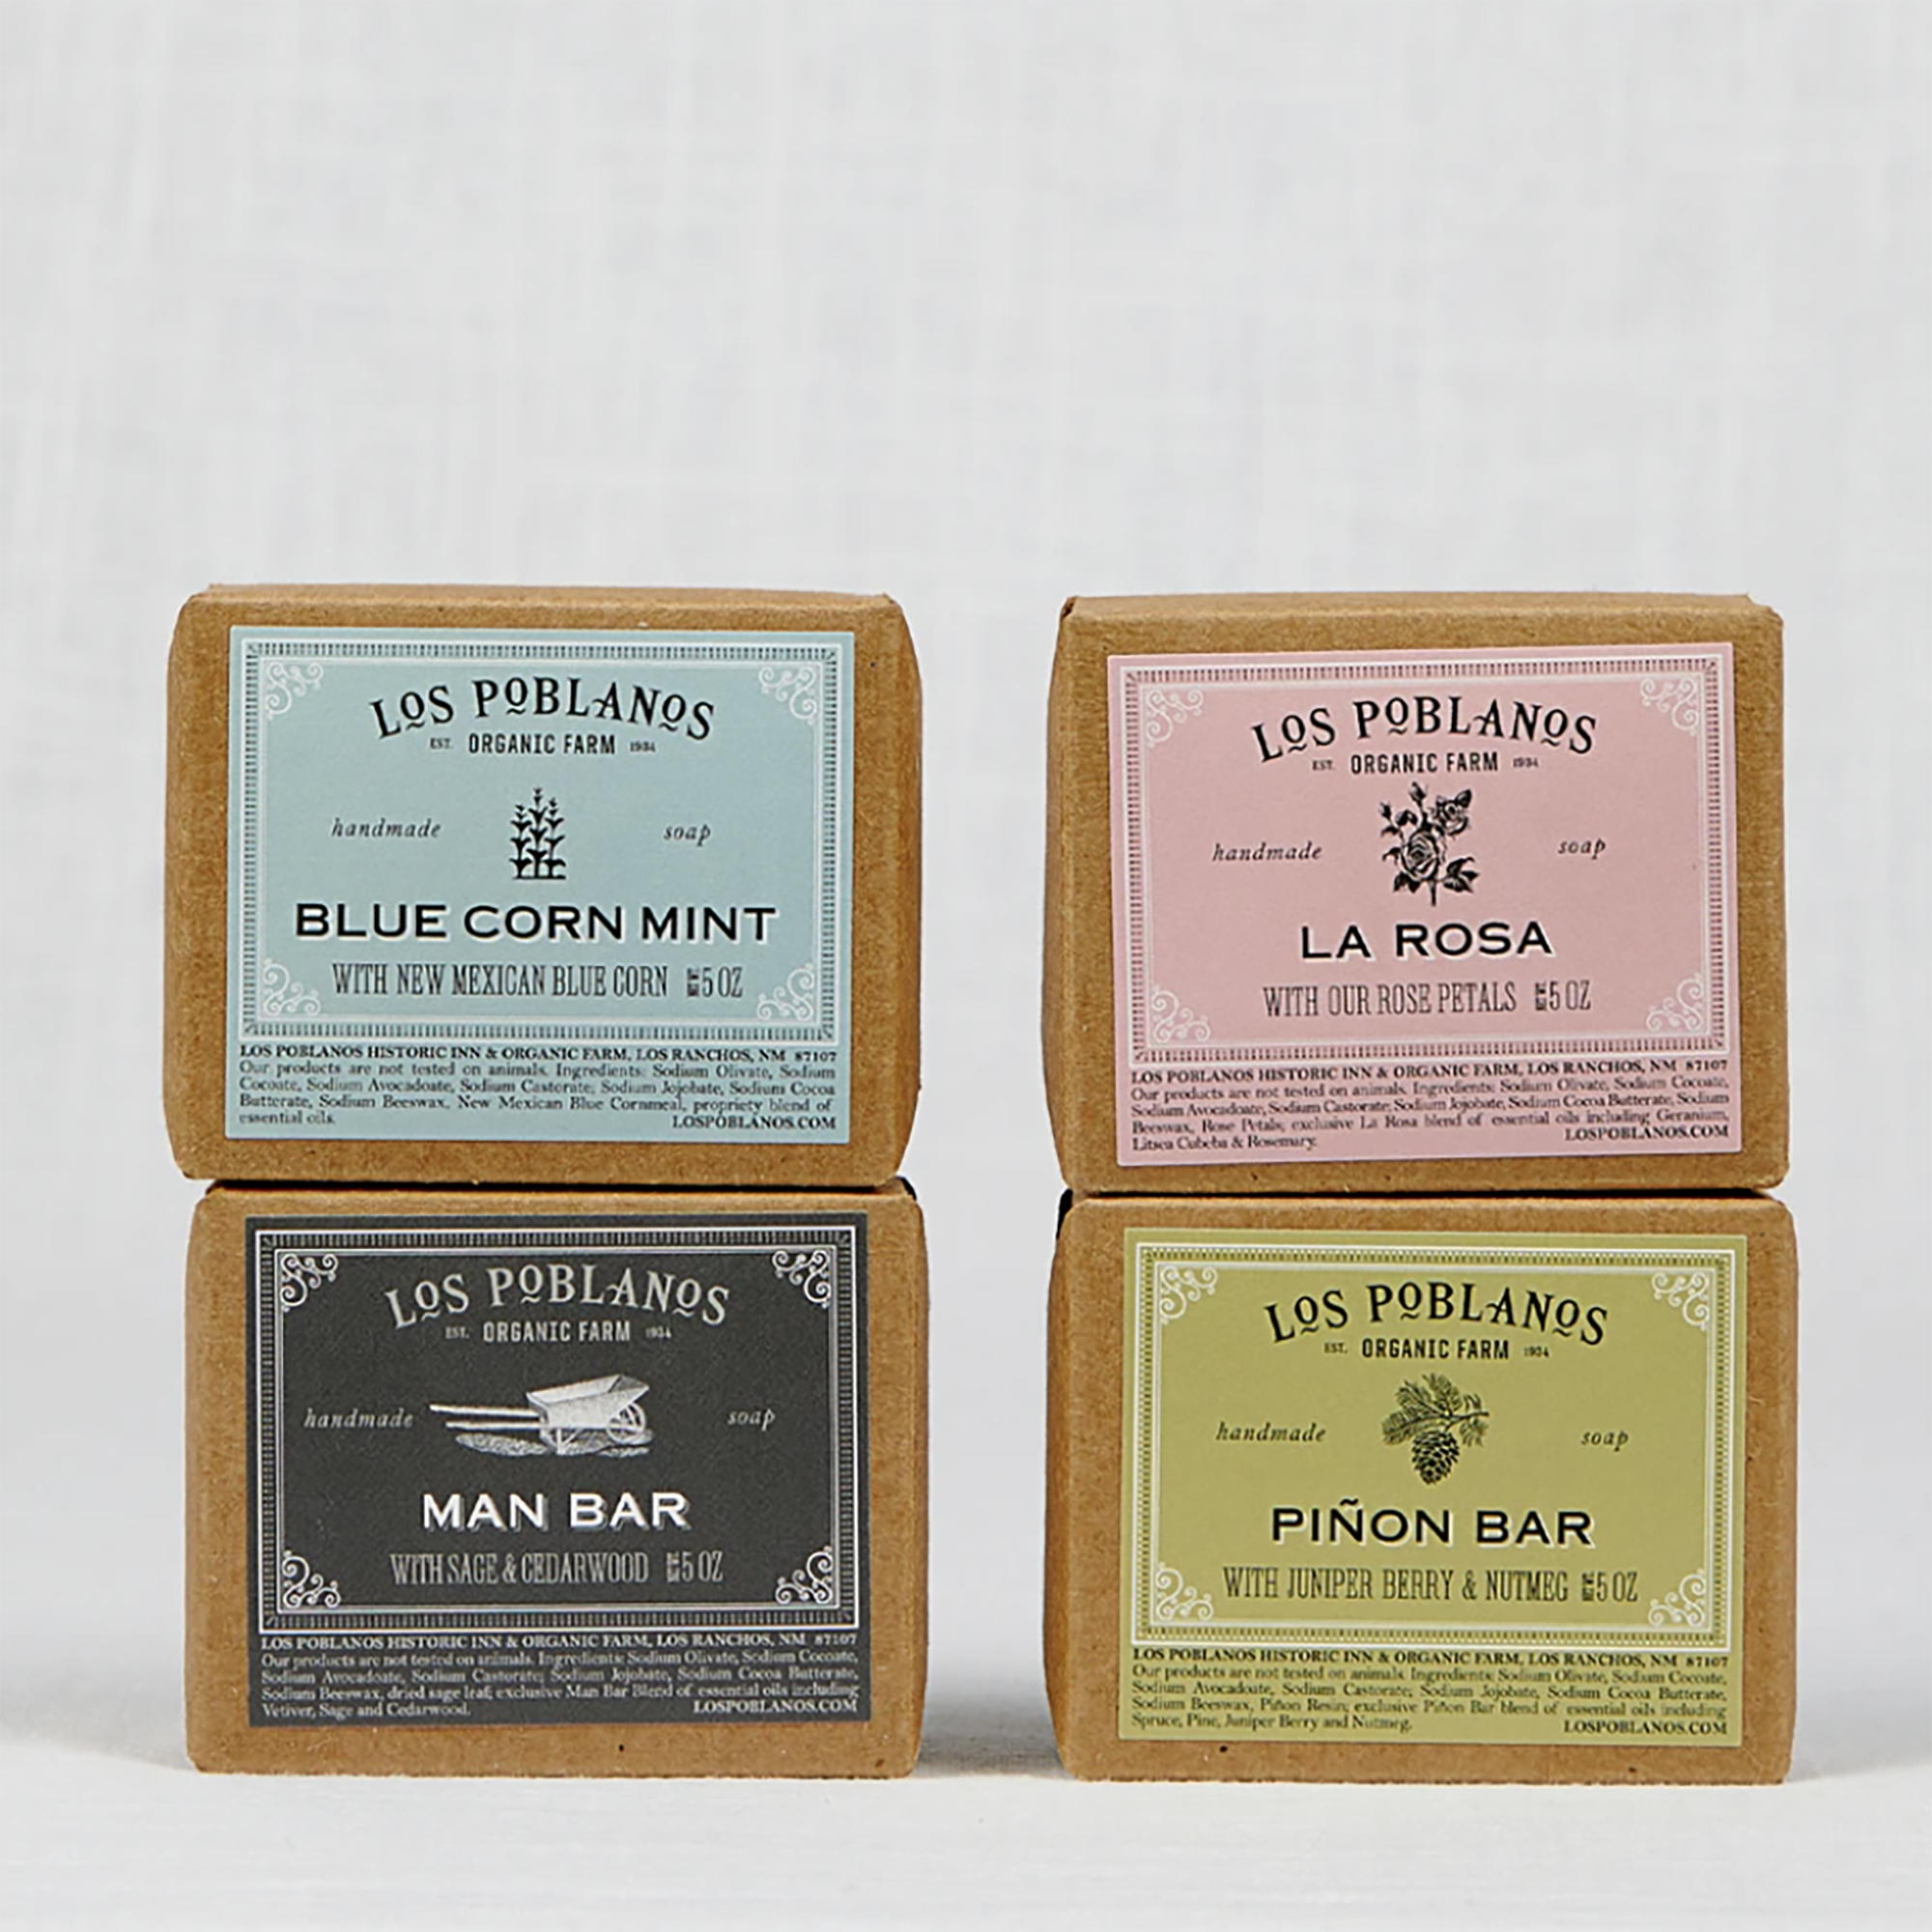 LOS POBLANOS
EST. ORGANIC FARM 1934
handmade soap
BLUE CORN MINT
WITH NEW MEXICAN BLUE CORN NET WT 5 OZ
LOS POBLANOS HISTORIC INN & ORGANIC FARM, LOS RANCHOS, NM 87107
Our products are not tested on animals. Ingredients: Sodium Olivate, Sodium
Cocoate, Sodium Avocadoate, Sodium Castorate, Sodium Jojobate, Sodium Cocoa
Butterate, Sodium Beeswax, New Mexican Blue Cornmeal, propriety blend of
essential oils. LOSPOBLANOS.COM
LOS POBLANOS
EST. ORGANIC FARM 1934
handmade soap
LA ROSA
WITH OUR ROSE PETALS NET WT 5 OZ
LOS POBLANOS HISTORIC INN & ORGANIC FARM, LOS RANCHOS, NM 87107
Our products are not tested on animals. Ingredients: Sodium Olivate, Sodium Cocoate,
Sodium Avocadoate, Sodium Castorate, Sodium Jojobate, Sodium Cocoa Butterate, Sodium
Beeswax, Rose Petals; exclusive La Rosa blend of essential oils including Geranium,
Litsea Cubeba & Rosemary. LOSPOBLANOS.COM
LOS POBLANOS
EST. ORGANIC FARM 1934
handmade soap
MAN BAR
WITH SAGE & CEDARWOOD NET WT 5 OZ
LOS POBLANOS HISTORIC INN & ORGANIC FARM, LOS RANCHOS, NM 87107
Our products are not tested on animals. Ingredients: Sodium Olivate, Sodium Cocoate,
Sodium Avocadoate, Sodium Castorate; Sodium Jojobate, Sodium Cocoa Butterate,
Sodium Beeswax, dried sage leaf; exclusive Man Bar Blend of essential oils including
Vetiver, Sage and Cedarwood. LOSPOBLANOS.COM
LOS POBLANOS
EST. ORGANIC FARM 1934
handmade soap
PIÑON BAR
WITH JUNIPER BERRY & NUTMEG NET WT 5 OZ
LOS POBLANOS HISTORIC INN & ORGANIC FARM, LOS RANCHOS, NM 87107
Our products are not tested on animals. Ingredients: Sodium Olivate, Sodium Cocoate,
Sodium Avocadoate, Sodium Castorate; Sodium Jojobate, Sodium Cocoa Butterate,
Sodium Beeswax, Piñon Resin; exclusive Piñon Bar blend of essential oils including
Spruce, Pine, Juniper Berry and Nutmeg. LOSPOBLANOS.COM